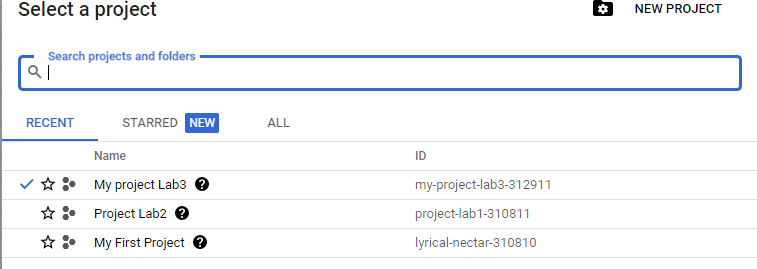 Select a project
NEW PROJECT
Search projects and folders
RECENT STARRED NEW ALL
Name ID
My project Lab3 ? my-project-lab3-312911
Project Lab2 ? project-lab1-310811
My First Project ? lyrical-nectar-310810